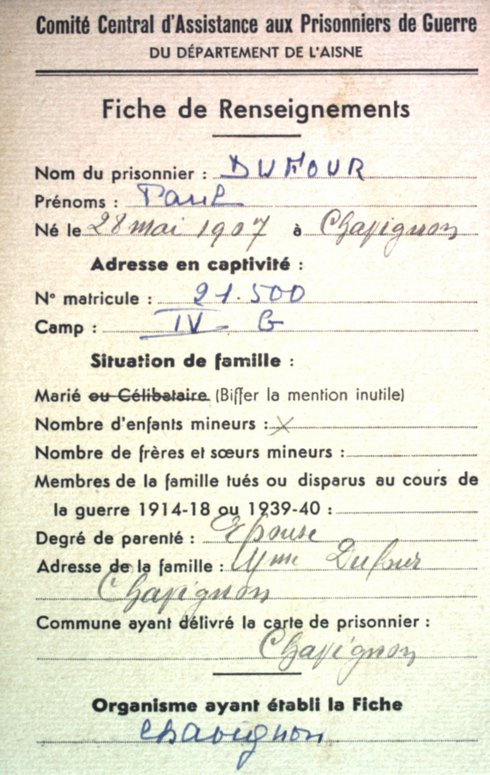 Comité Central d'Assistance aux Prisonniers de Guerre
DU DÉPARTEMENT DE L'AISNE
Fiche de Renseignements
Nom du prisonnier : DUFOUR
Prénoms : Paul
Né le 28 mai 1907 à Chavignon
Adresse en captivité :
N° matricule : 21.500
Camp : IV G
Situation de famille :
Marié ou Célibataire (Biffer la mention inutile)
Nombre d'enfants mineurs : X
Nombre de frères et sœurs mineurs :
Membres de la famille tués ou disparus au cours de
la guerre 1914-18 ou 1939-40 :
Degré de parenté : Epouse
Adresse de la famille : Mme Dufour
Chavignon
Commune ayant délivré la carte de prisonnier :
Chavignon
Organisme ayant établi la Fiche
Chavignon